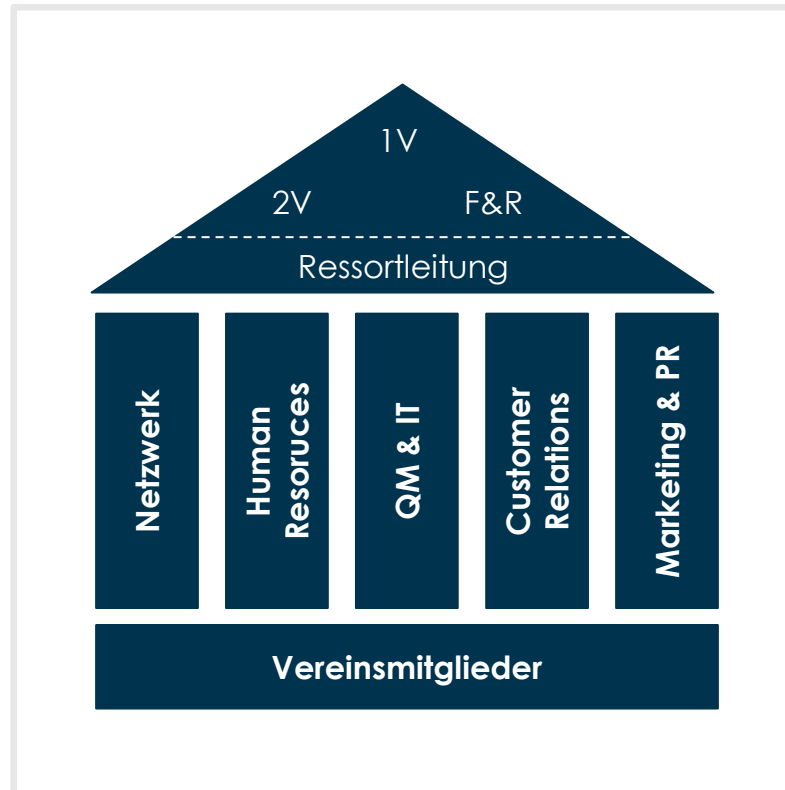 1V
2V F&R
Ressortleitung
Netzwerk
Human
Resoruces
QM & IT
Customer
Relations
Marketing & PR
Vereinsmitglieder